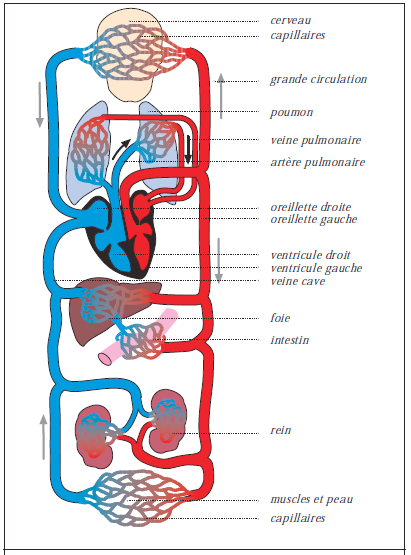 cerveau
capillaires
grande circulation
poumon
veine pulmonaire
artère pulmonaire
oreillette droite
oreillette gauche
ventricule droit
ventricule gauche
veine cave
foie
intestin
rein
muscles et peau
capillaires